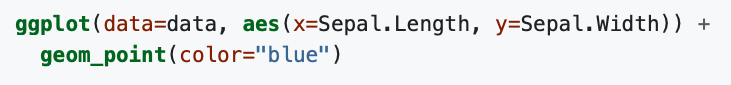 ggplot(data=data, aes(x=Sepal.Length, y=Sepal.Width)) +
  geom_point(color="blue")